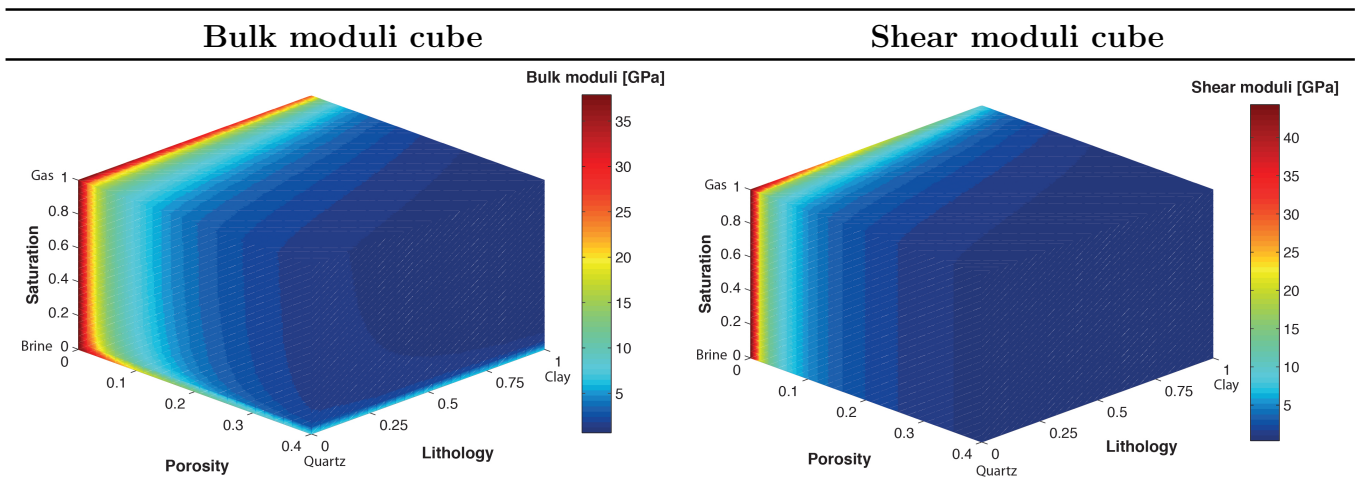 Bulk moduli cube
Shear moduli cube
Bulk moduli [GPa]
35
30
25
20
15
10
5
Gas 1
0.8
0.6
0.4
0.2
Brine 0
Saturation
0
0.1
0.2
0.3
0.4
Porosity
0
Quartz
0.25
0.5
0.75
1
Clay
Lithology
Shear moduli [GPa]
40
35
30
25
20
15
10
5
Gas 1
0.8
0.6
0.4
0.2
Brine 0
Saturation
0
0.1
0.2
0.3
0.4
Porosity
0
Quartz
0.25
0.5
0.75
1
Clay
Lithology